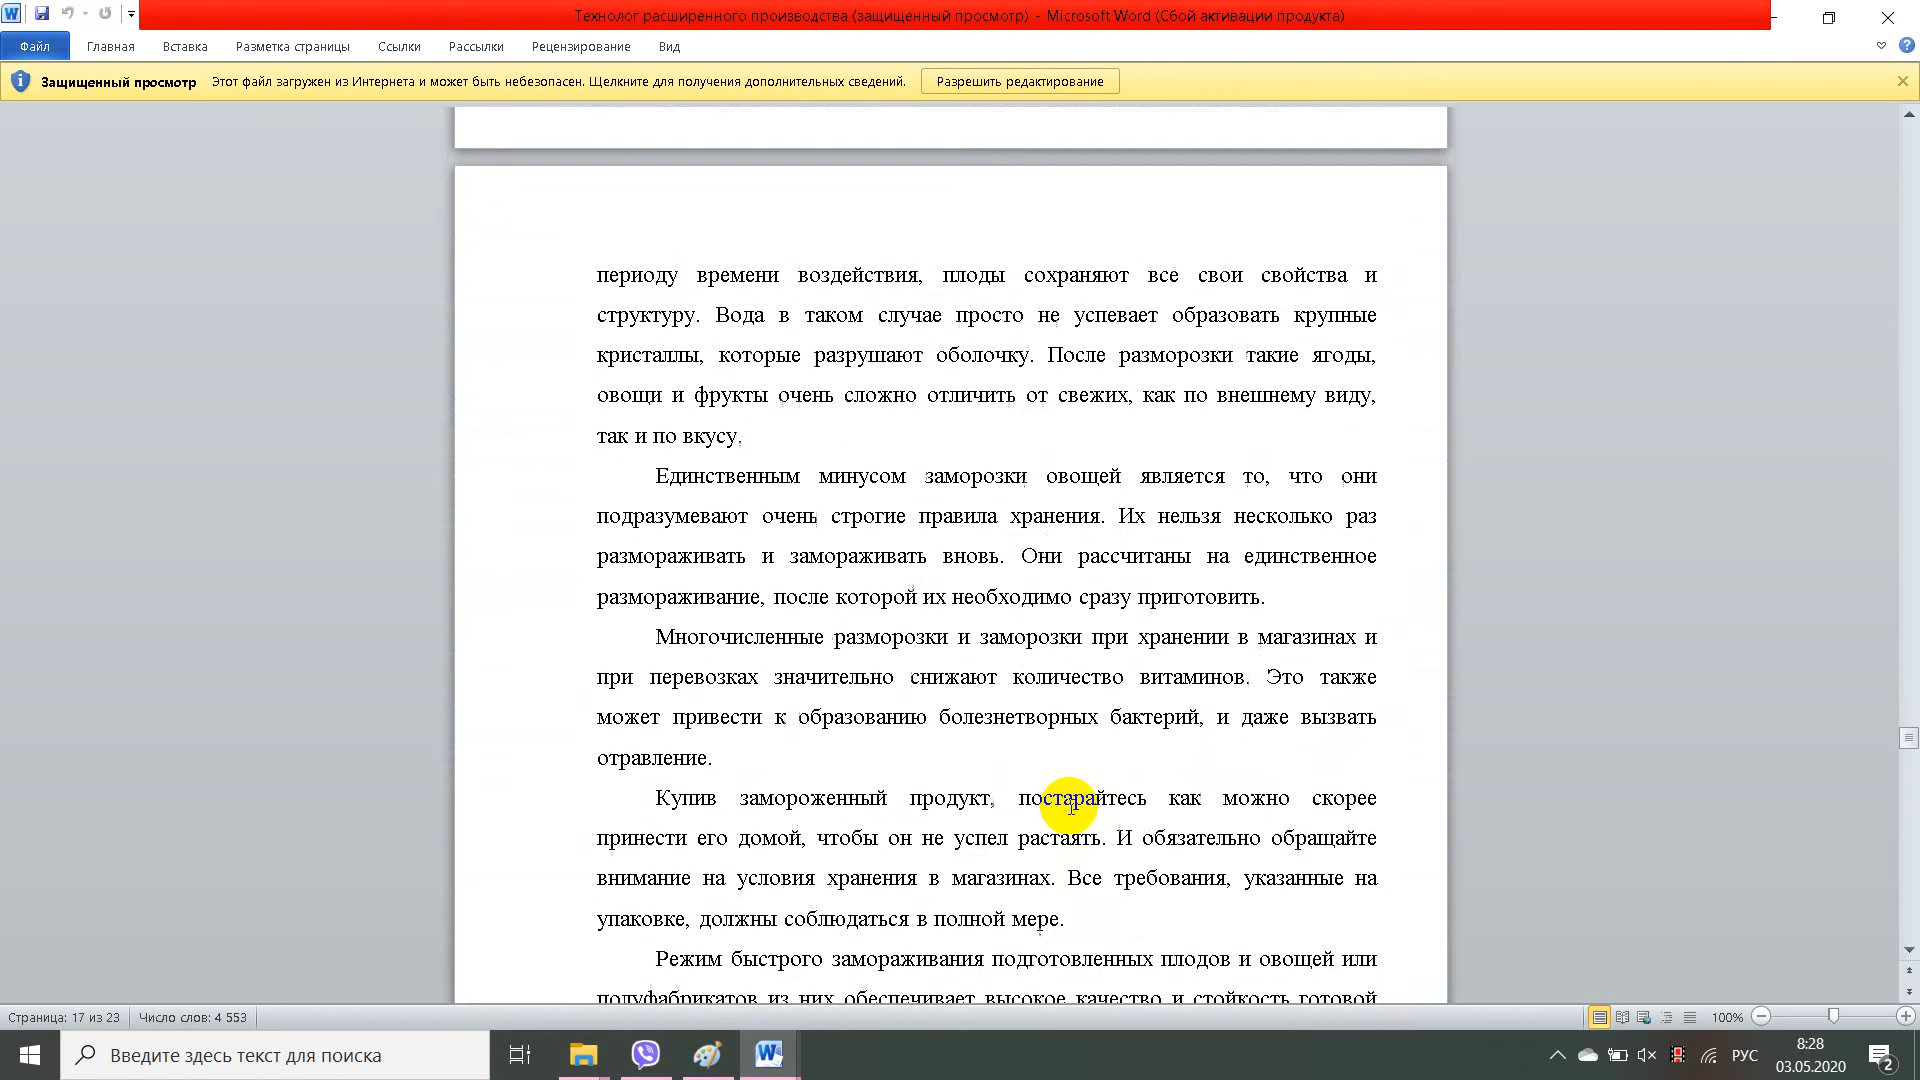 Технолог расширенного производства (защищенный просмотр) - Microsoft Word (Сбой активации продукта)
Файл Главная Вставка Разметка страницы Ссылки Рассылки Рецензирование Вид
Защищенный просмотр Этот файл загружен из Интернета и может быть небезопасен. Щелкните для получения дополнительных сведений. Разрешить редактирование
периоду времени воздействия, плоды сохраняют все свои свойства и
структуру. Вода в таком случае просто не успевает образовать крупные
кристаллы, которые разрушают оболочку. После разморозки такие ягоды,
овощи и фрукты очень сложно отличить от свежих, как по внешнему виду,
так и по вкусу.
Единственным минусом заморозки овощей является то, что они
подразумевают очень строгие правила хранения. Их нельзя несколько раз
размораживать и замораживать вновь. Они рассчитаны на единственное
размораживание, после которой их необходимо сразу приготовить.
Многочисленные разморозки и заморозки при хранении в магазинах и
при перевозках значительно снижают количество витаминов. Это также
может привести к образованию болезнетворных бактерий, и даже вызвать
отравление.
Купив замороженный продукт, постарайтесь как можно скорее
принести его домой, чтобы он не успел растаять. И обязательно обращайте
внимание на условия хранения в магазинах. Все требования, указанные на
упаковке, должны соблюдаться в полной мере.
Режим быстрого замораживания подготовленных плодов и овощей или
полуфабрикатов из них обеспечивает высокое качество и стойкость готовой
Страница: 17 из 23 Число слов: 4 553 100%
Введите здесь текст для поиска РУС 8:28
03.05.2020 2